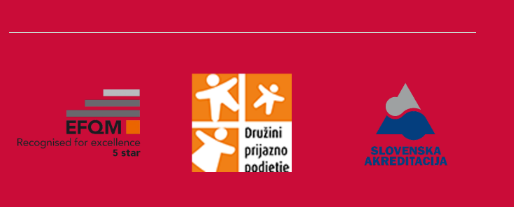 EFQM
Recognised for excellence
5 star
Družini
prijazno
podjetje
SLOVENSKA
AKREDITACIJA